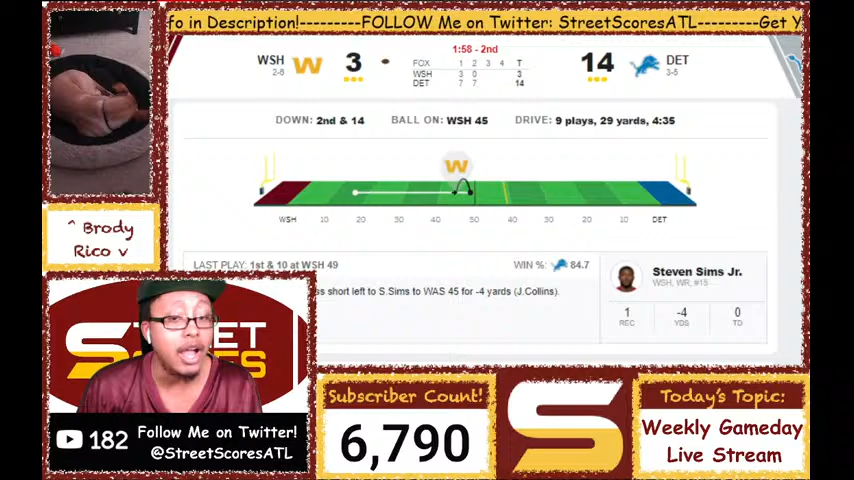 fo in Description!---------FOLLOW Me on Twitter: StreetScoresATL--------Get Y
WSH
2-6
W
3
1:58 - 2nd
FOX 1 2 3 4 T
WSH 3 0 3
DET 7 7 14
14
DET
3-5
DOWN: 2nd & 14
BALL ON: WSH 45
DRIVE: 9 plays, 29 yards, 4:35
W
WSH 10 20 30 40 50 40 30 20 10 DET
LAST PLAY: 1st & 10 at WSH 49
WIN %: 84.7
ss short left to S.Sims to WAS 45 for -4 yards (J.Collins).
Steven Sims Jr.
WSH, WR, #15
1 -4 0
REC YDS TD
^ Brody
Rico v
STREET
SCORES
182
Follow Me on Twitter!
@StreetScoresATL
Subscriber Count!
6,790
S
Today's Topic:
Weekly Gameday
Live Stream